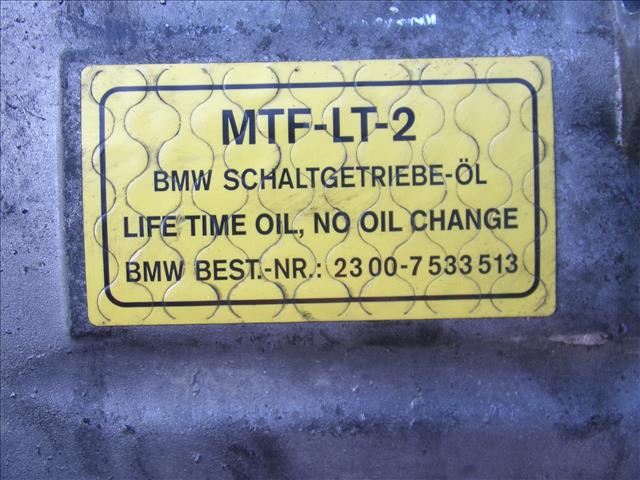 MTF-LT-2
BMW SCHALTGETRIEBE-ÖL
LIFE TIME OIL, NO OIL CHANGE
BMW BEST.-NR.: 23 00-7 533 513